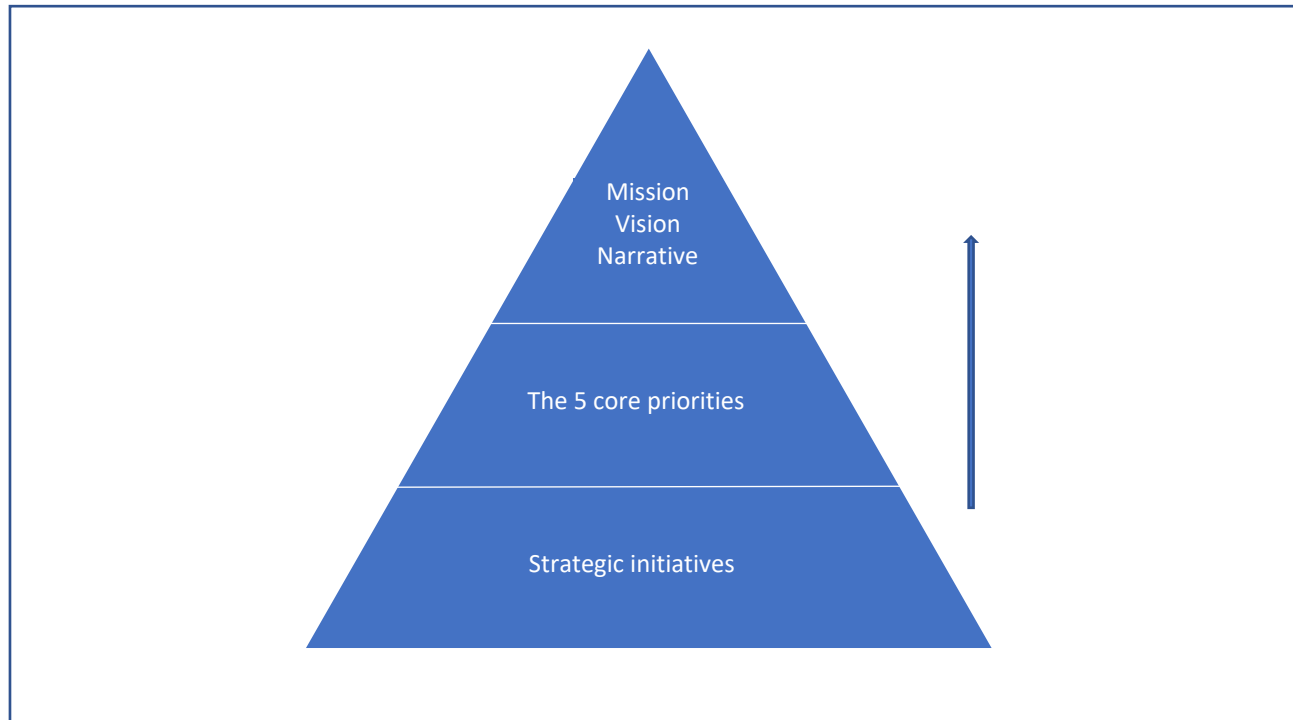 Mission
Vision
Narrative
The 5 core priorities
Strategic initiatives